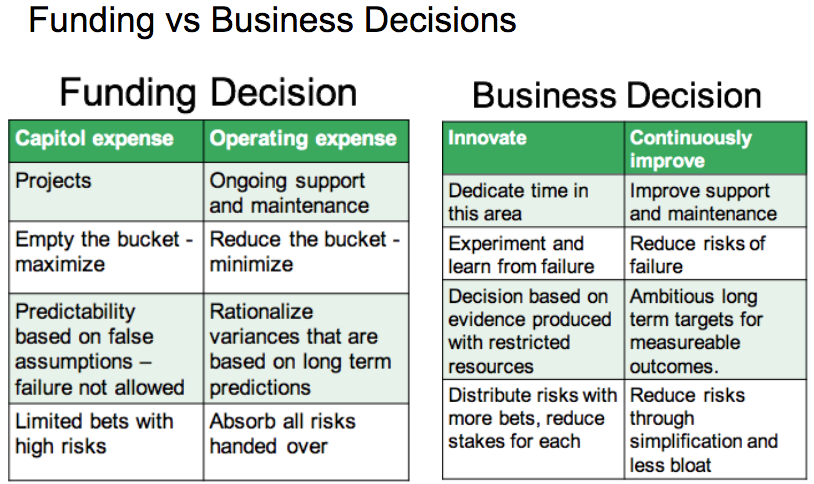 Funding vs Business Decisions
Funding Decision
Capitol expense
Operating expense
Projects
Ongoing support
and maintenance
Empty the bucket -
maximize
Reduce the bucket -
minimize
Predictability
based on false
assumptions –
failure not allowed
Rationalize
variances that are
based on long term
predictions
Limited bets with
high risks
Absorb all risks
handed over
Business Decision
Innovate
Continuously
improve
Dedicate time in
this area
Improve support
and maintenance
Experiment and
learn from failure
Reduce risks of
failure
Decision based on
evidence produced
with restricted
resources
Ambitious long
term targets for
measureable
outcomes.
Distribute risks with
more bets, reduce
stakes for each
Reduce risks
through
simplification and
less bloat